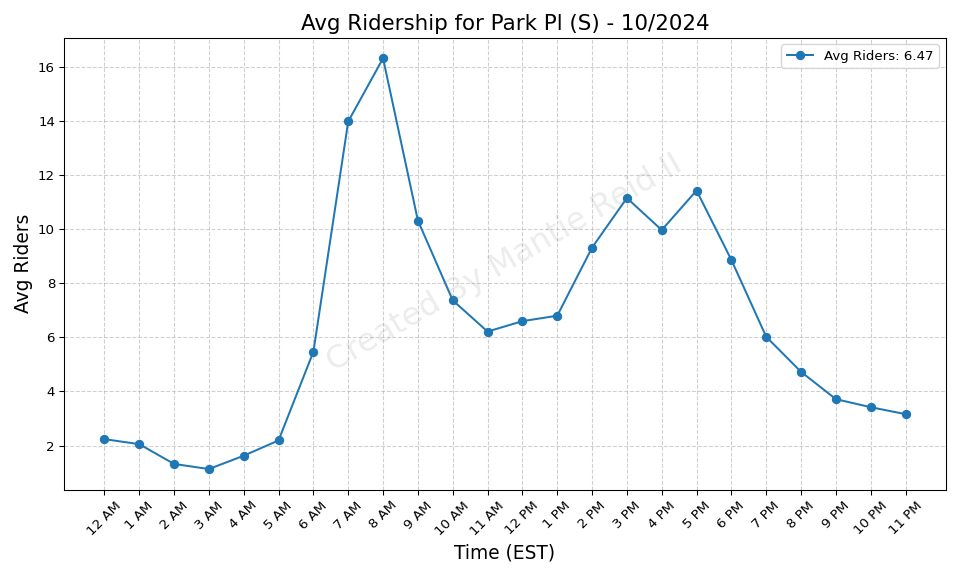 Avg Ridership for Park Pl (S) - 10/2024
Avg Riders: 6.47
Avg Riders
16
14
12
10
8
6
4
2
Created By Mantie Reid II
12 AM
1 AM
2 AM
3 AM
4 AM
5 AM
6 AM
7 AM
8 AM
9 AM
10 AM
11 AM
12 PM
1 PM
2 PM
3 PM
4 PM
5 PM
6 PM
7 PM
8 PM
9 PM
10 PM
11 PM
Time (EST)